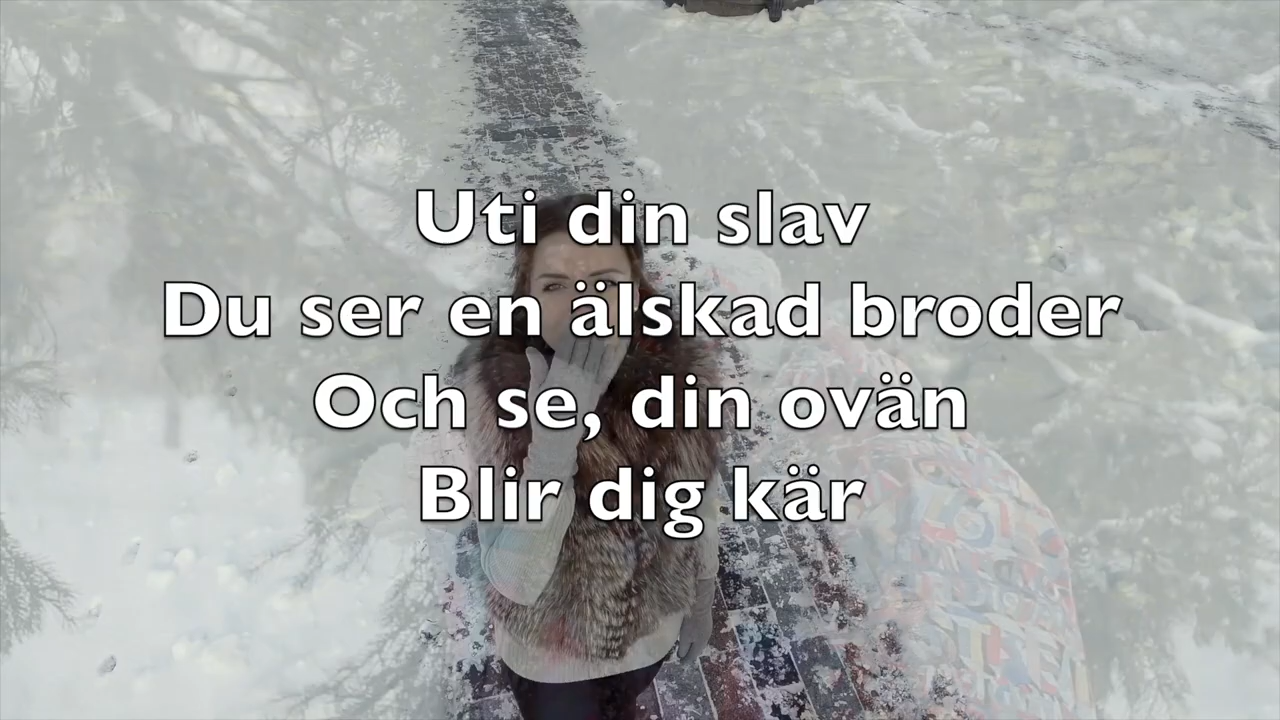 Uti din slav
Du ser en älskad broder
Och se, din ovän
Blir dig kär